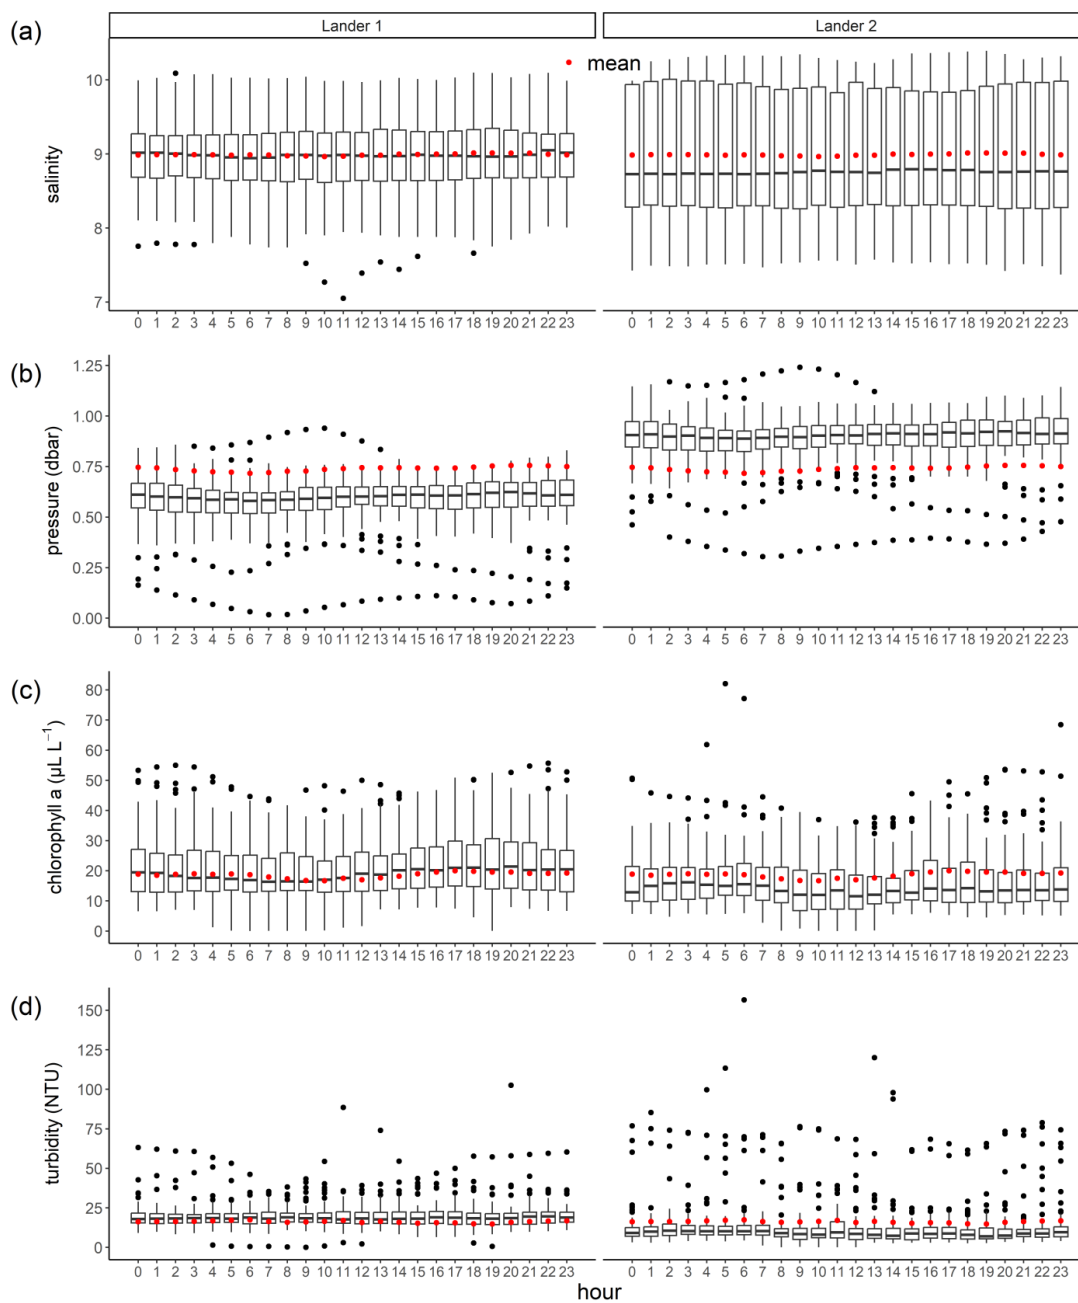 Lander 1 Lander 2
(a)
mean
10
9
8
7
salinity
0 1 2 3 4 5 6 7 8 9 10 11 12 13 14 15 16 17 18 19 20 21 22 23 0 1 2 3 4 5 6 7 8 9 10 11 12 13 14 15 16 17 18 19 20 21 22 23
(b)
1.25
1.00
0.75
0.50
0.25
0.00
pressure (dbar)
0 1 2 3 4 5 6 7 8 9 10 11 12 13 14 15 16 17 18 19 20 21 22 23 0 1 2 3 4 5 6 7 8 9 10 11 12 13 14 15 16 17 18 19 20 21 22 23
(c)
80
70
60
50
40
30
20
10
0
chlorophyll a (µL L⁻¹)
0 1 2 3 4 5 6 7 8 9 10 11 12 13 14 15 16 17 18 19 20 21 22 23 0 1 2 3 4 5 6 7 8 9 10 11 12 13 14 15 16 17 18 19 20 21 22 23
(d)
150
125
100
75
50
25
0
turbidity (NTU)
0 1 2 3 4 5 6 7 8 9 10 11 12 13 14 15 16 17 18 19 20 21 22 23 0 1 2 3 4 5 6 7 8 9 10 11 12 13 14 15 16 17 18 19 20 21 22 23
hour